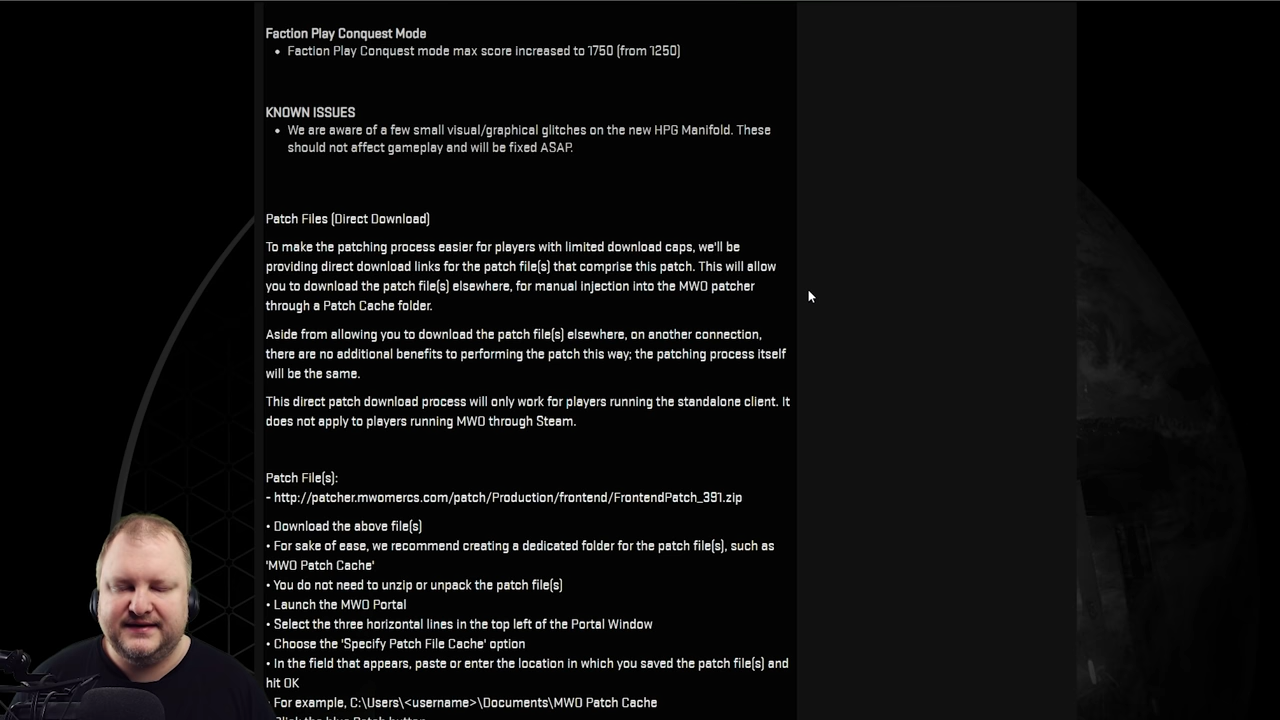 Faction Play Conquest Mode
• Faction Play Conquest mode max score increased to 1750 (from 1250)
KNOWN ISSUES
• We are aware of a few small visual/graphical glitches on the new HPG Manifold. These
should not affect gameplay and will be fixed ASAP.
Patch Files (Direct Download)
To make the patching process easier for players with limited download caps, we'll be
providing direct download links for the patch file(s) that comprise this patch. This will allow
you to download the patch file(s) elsewhere, for manual injection into the MWO patcher
through a Patch Cache folder.
Aside from allowing you to download the patch file(s) elsewhere, on another connection,
there are no additional benefits to performing the patch this way; the patching process itself
will be the same.
This direct patch download process will only work for players running the standalone client. It
does not apply to players running MWO through Steam.
Patch File(s):
- http://patcher.mwomercs.com/patch/Production/frontend/FrontendPatch_391.zip
• Download the above file(s)
• For sake of ease, we recommend creating a dedicated folder for the patch file(s), such as
'MWO Patch Cache'
• You do not need to unzip or unpack the patch file(s)
• Launch the MWO Portal
• Select the three horizontal lines in the top left of the Portal Window
• Choose the 'Specify Patch File Cache' option
• In the field that appears, paste or enter the location in which you saved the patch file(s) and
hit OK
• For example, C:\Users\<username>\Documents\MWO Patch Cache
Click the blue Patch button